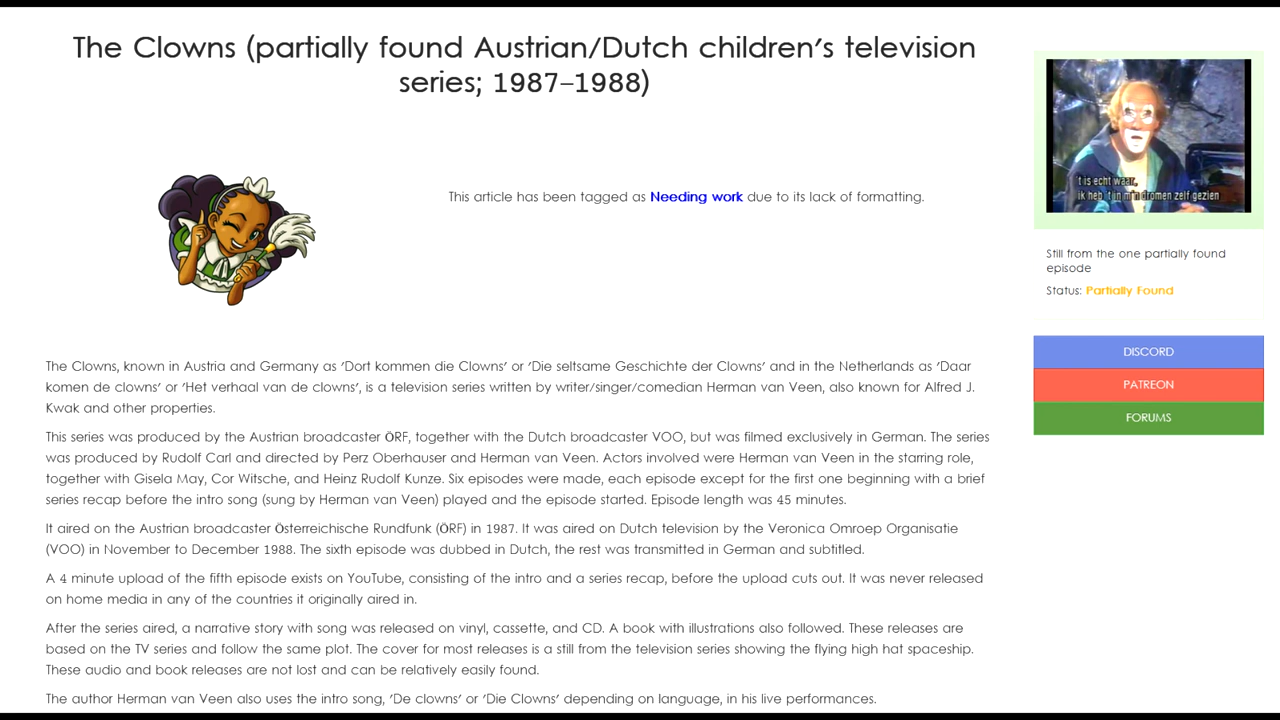 The Clowns (partially found Austrian/Dutch children's television
series; 1987–1988)
This article has been tagged as Needing work due to its lack of formatting.
't is echt waar,
ik heb 't in m'n dromen zelf gezien
Still from the one partially found
episode
Status: Partially Found
DISCORD
PATREON
FORUMS
The Clowns, known in Austria and Germany as 'Dort kommen die Clowns' or 'Die seltsame Geschichte der Clowns' and in the Netherlands as 'Daar
komen de clowns' or 'Het verhaal van de clowns', is a television series written by writer/singer/comedian Herman van Veen, also known for Alfred J.
Kwak and other properties.
This series was produced by the Austrian broadcaster ÖRF, together with the Dutch broadcaster VOO, but was filmed exclusively in German. The series
was produced by Rudolf Carl and directed by Perz Oberhauser and Herman van Veen. Actors involved were Herman van Veen in the starring role,
together with Gisela May, Cor Witsche, and Heinz Rudolf Kunze. Six episodes were made, each episode except for the first one beginning with a brief
series recap before the intro song (sung by Herman van Veen) played and the episode started. Episode length was 45 minutes.
It aired on the Austrian broadcaster Österreichische Rundfunk (ÖRF) in 1987. It was aired on Dutch television by the Veronica Omroep Organisatie
(VOO) in November to December 1988. The sixth episode was dubbed in Dutch, the rest was transmitted in German and subtitled.
A 4 minute upload of the fifth episode exists on YouTube, consisting of the intro and a series recap, before the upload cuts out. It was never released
on home media in any of the countries it originally aired in.
After the series aired, a narrative story with song was released on vinyl, cassette, and CD. A book with illustrations also followed. These releases are
based on the TV series and follow the same plot. The cover for most releases is a still from the television series showing the flying high hat spaceship.
These audio and book releases are not lost and can be relatively easily found.
The author Herman van Veen also uses the intro song, 'De clowns' or 'Die Clowns' depending on language, in his live performances.